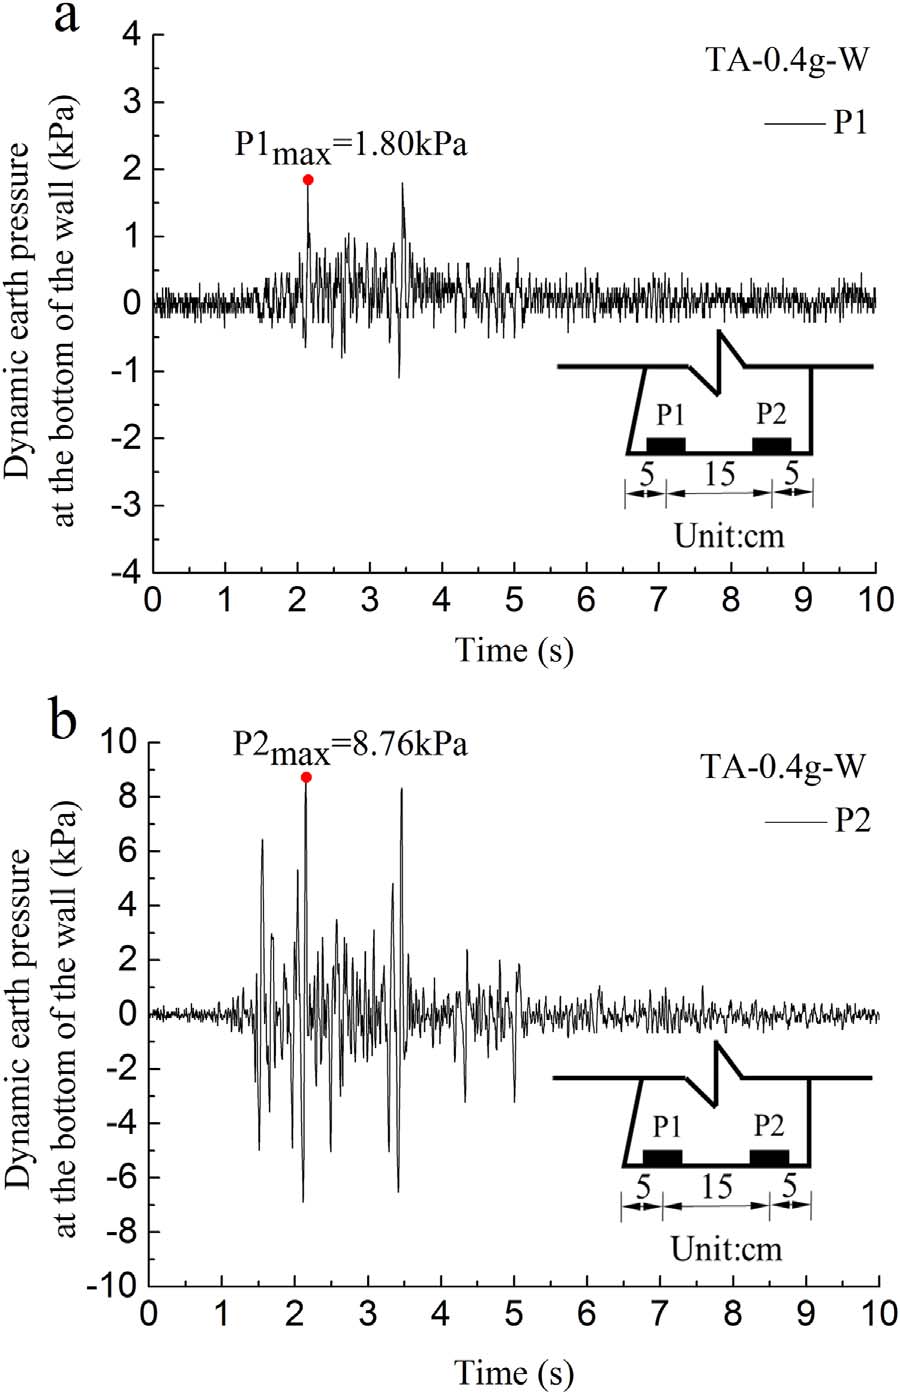 a
TA-0.4g-W
P1
P1max=1.80kPa
Dynamic earth pressure
at the bottom of the wall (kPa)
4
3
2
1
0
-1
-2
-3
-4
P1 P2
5 15 5
Unit:cm
0 1 2 3 4 5 6 7 8 9 10
Time (s)
b
TA-0.4g-W
P2
P2max=8.76kPa
Dynamic earth pressure
at the bottom of the wall (kPa)
10
8
6
4
2
0
-2
-4
-6
-8
-10
P1 P2
5 15 5
Unit:cm
0 1 2 3 4 5 6 7 8 9 10
Time (s)